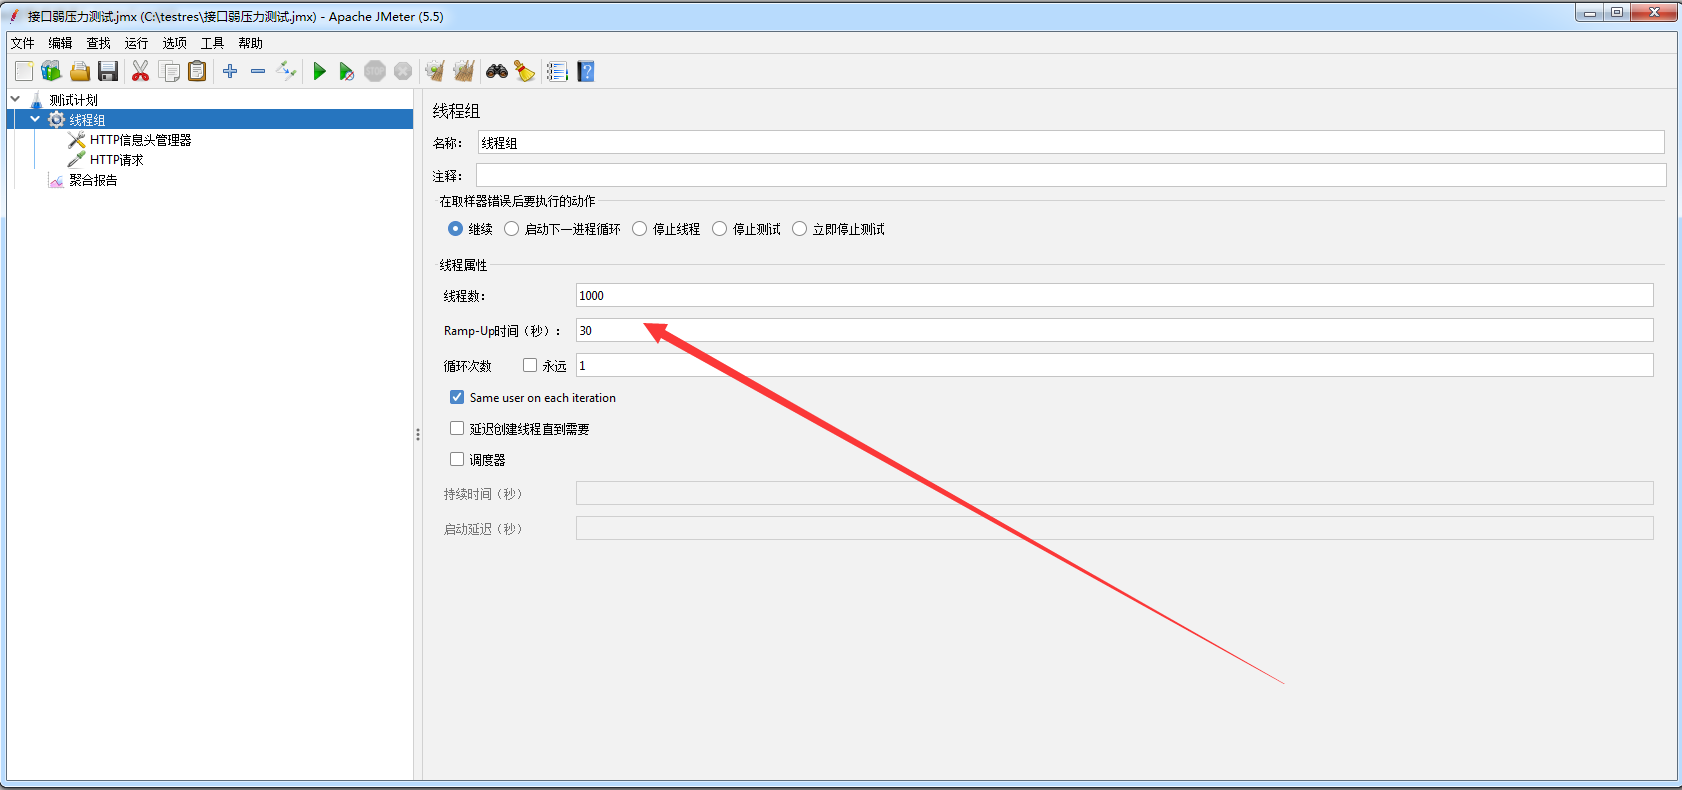 接口弱压力测试.jmx (C:\testres\接口弱压力测试.jmx) - Apache JMeter (5.5)
文件 编辑 查找 运行 选项 工具 帮助
STOP
?
测试计划
线程组
HTTP信息头管理器
HTTP请求
聚合报告
线程组
名称： 线程组
注释：
在取样器错误后要执行的动作
继续 启动下一进程循环 停止线程 停止测试 立即停止测试
线程属性
线程数： 1000
Ramp-Up时间（秒）： 30
循环次数 永远 1
Same user on each iteration
延迟创建线程直到需要
调度器
持续时间（秒）
启动延迟（秒）